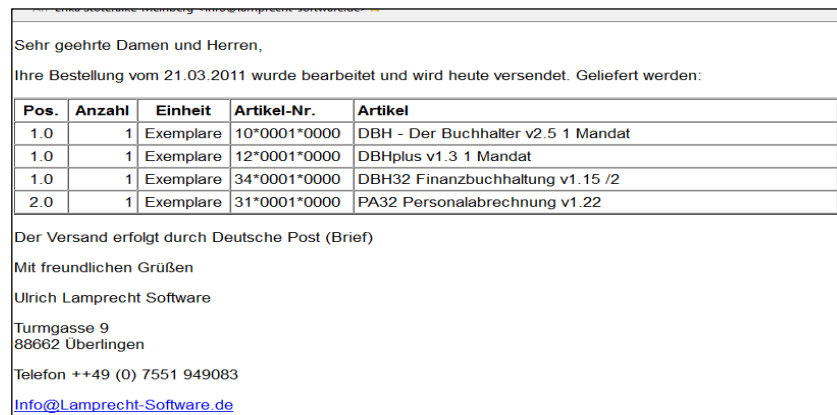 Sehr geehrte Damen und Herren,
Ihre Bestellung vom 21.03.2011 wurde bearbeitet und wird heute versendet. Geliefert werden:
Pos. Anzahl Einheit Artikel-Nr. Artikel
1.0 1 Exemplare 10*0001*0000 DBH - Der Buchhalter v2.5 1 Mandat
1.0 1 Exemplare 12*0001*0000 DBHplus v1.3 1 Mandat
1.0 1 Exemplare 34*0001*0000 DBH32 Finanzbuchhaltung v1.15 /2
2.0 1 Exemplare 31*0001*0000 PA32 Personalabrechnung v1.22
Der Versand erfolgt durch Deutsche Post (Brief)
Mit freundlichen Grüßen
Ulrich Lamprecht Software
Turmgasse 9
88662 Überlingen
Telefon ++49 (0) 7551 949083
Info@Lamprecht-Software.de